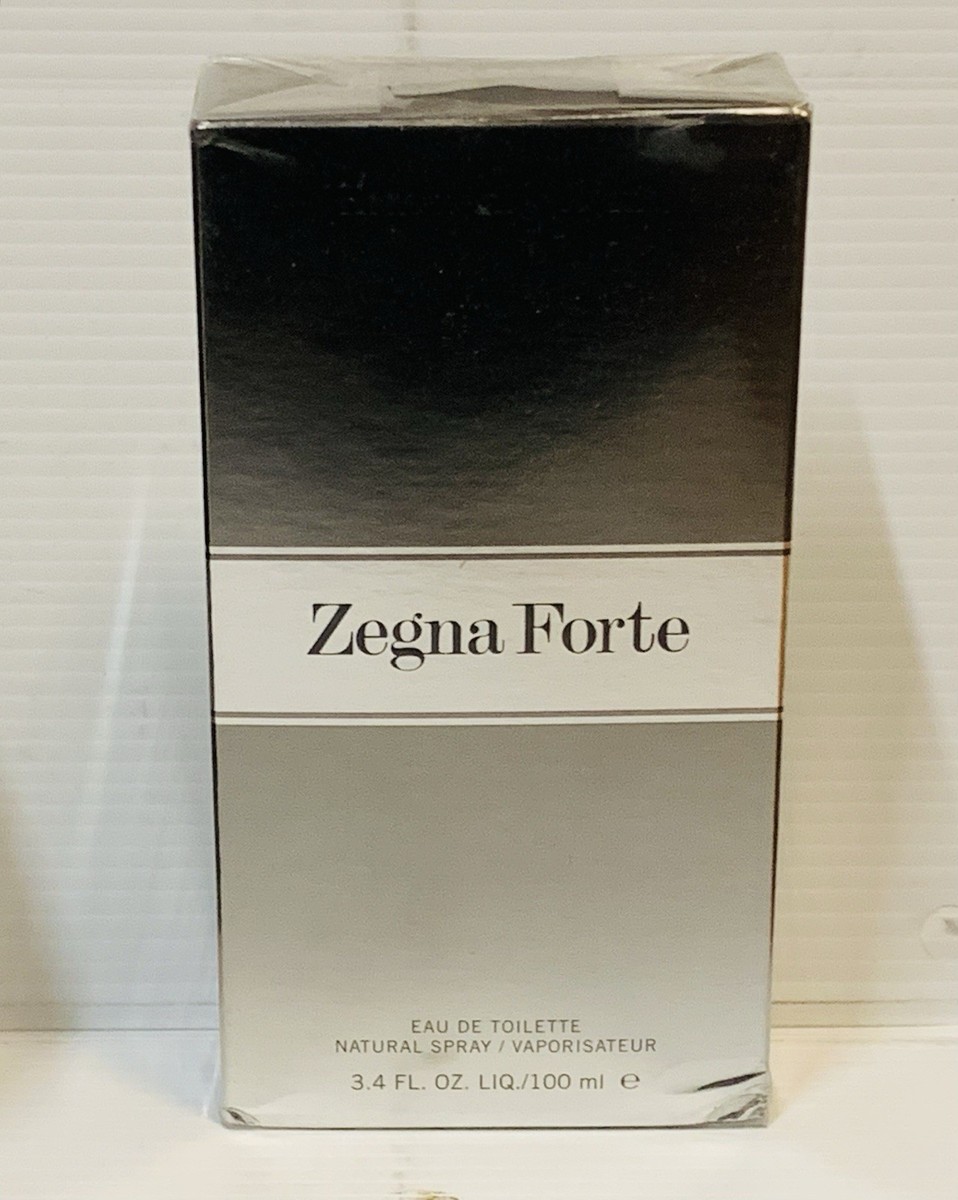 Zegna Forte
EAU DE TOILETTE
NATURAL SPRAY / VAPORISATEUR
3.4 FL. OZ. LIQ./100 ml ℮